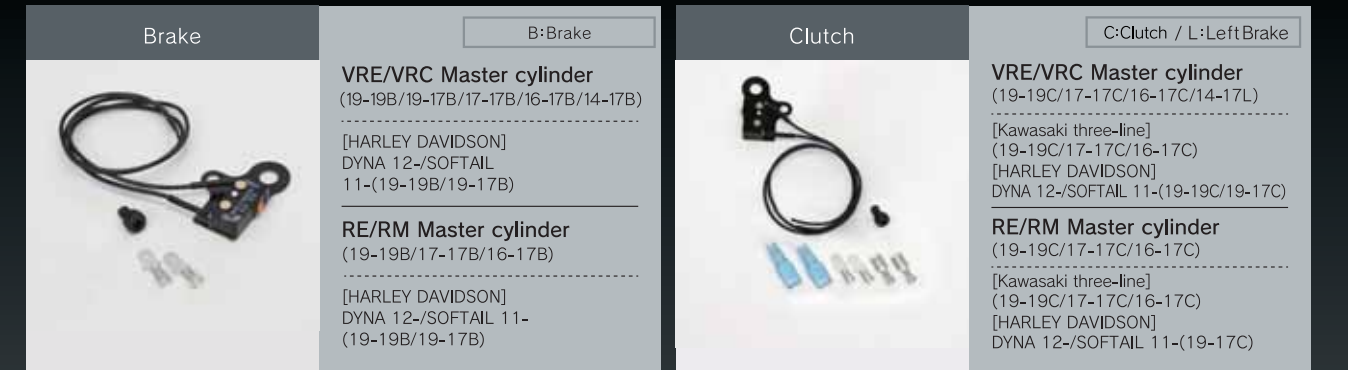 Brake
B:Brake
VRE/VRC Master cylinder
(19-19B/19-17B/17-17B/16-17B/14-17B)
[HARLEY DAVIDSON]
DYNA 12-/SOFTAIL
11-(19-19B/19-17B)
RE/RM Master cylinder
(19-19B/17-17B/16-17B)
[HARLEY DAVIDSON]
DYNA 12-/SOFTAIL 11-
(19-19B/19-17B)
Clutch
C:Clutch / L:Left Brake
VRE/VRC Master cylinder
(19-19C/17-17C/16-17C/14-17L)
[Kawasaki three-line]
(19-19C/17-17C/16-17C)
[HARLEY DAVIDSON]
DYNA 12-/SOFTAIL 11-(19-19C/19-17C)
RE/RM Master cylinder
(19-19C/17-17C/16-17C)
[Kawasaki three-line]
(19-19C/17-17C/16-17C)
[HARLEY DAVIDSON]
DYNA 12-/SOFTAIL 11-(19-17C)